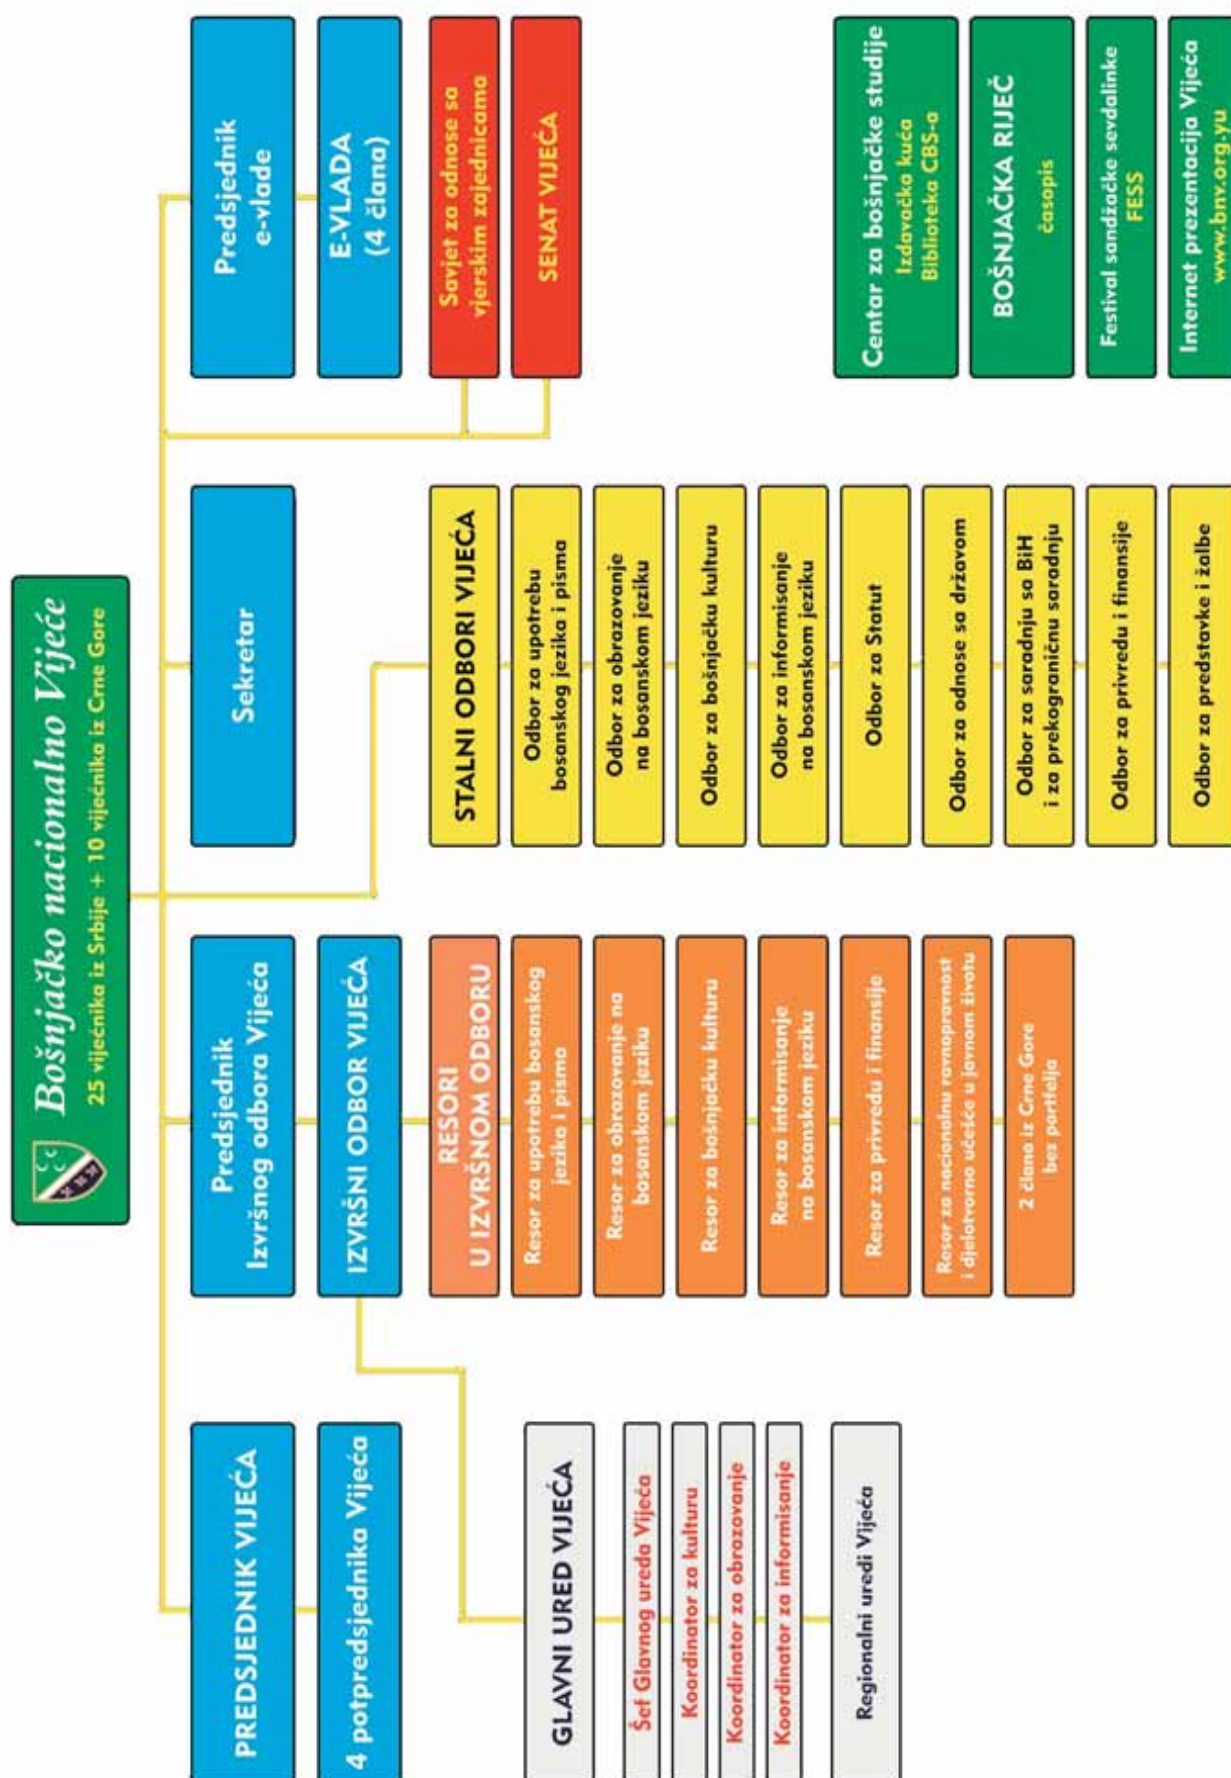 Bošnjačko nacionalno Vijeće
25 vijećnika iz Srbije + 10 vijećnika iz Crne Gore
PREDSJEDNIK VIJEĆA
4 potpredsjednika Vijeća
GLAVNI URED VIJEĆA
Šef Glavnog ureda Vijeća
Koordinator za kulturu
Koordinator za obrazovanje
Koordinator za informisanje
Regionalni uredi Vijeća
Predsjednik
Izvršnog odbora Vijeća
IZVRŠNI ODBOR VIJEĆA
RESORI
U IZVRŠNOM ODBORU
Resor za upotrebu bosanskog
jezika i pisma
Resor za obrazovanje na
bosanskom jeziku
Resor za bošnjačku kulturu
Resor za informisanje
na bosanskom jeziku
Resor za privredu i finansije
Resor za nacionalnu ravnopravnost
i djelotvorno učešće u javnom životu
2 člana iz Crne Gore
bez portfelja
Sekretar
STALNI ODBORI VIJEĆA
Odbor za upotrebu
bosanskog jezika i pisma
Odbor za obrazovanje
na bosanskom jeziku
Odbor za bošnjačku kulturu
Odbor za informisanje
na bosanskom jeziku
Odbor za Statut
Odbor za odnose sa državom
Odbor za saradnju sa BiH
i za prekograničnu saradnju
Odbor za privredu i finansije
Odbor za predstavke i žalbe
Predsjednik
e-vlade
E-VLADA
(4 člana)
Savjet za odnose sa
vjerskim zajednicama
SENAT VIJEĆA
Centar za bošnjačke studije
Izdavačka kuća
Biblioteka CBS-a
BOŠNJAČKA RIJEČ
časopis
Festival sandžačke sevdalinke
FESS
Internet prezentacija Vijeća
www.bnv.org.yu